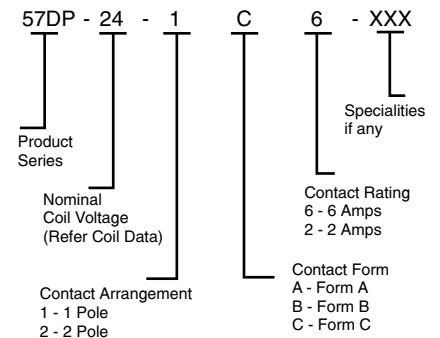 57DP - 24 - 1 C 6 - XXX
Specialities
if any
Product
Series
Nominal
Coil Voltage
(Refer Coil Data)
Contact Rating
6 - 6 Amps
2 - 2 Amps
Contact Arrangement
1 - 1 Pole
2 - 2 Pole
Contact Form
A - Form A
B - Form B
C - Form C